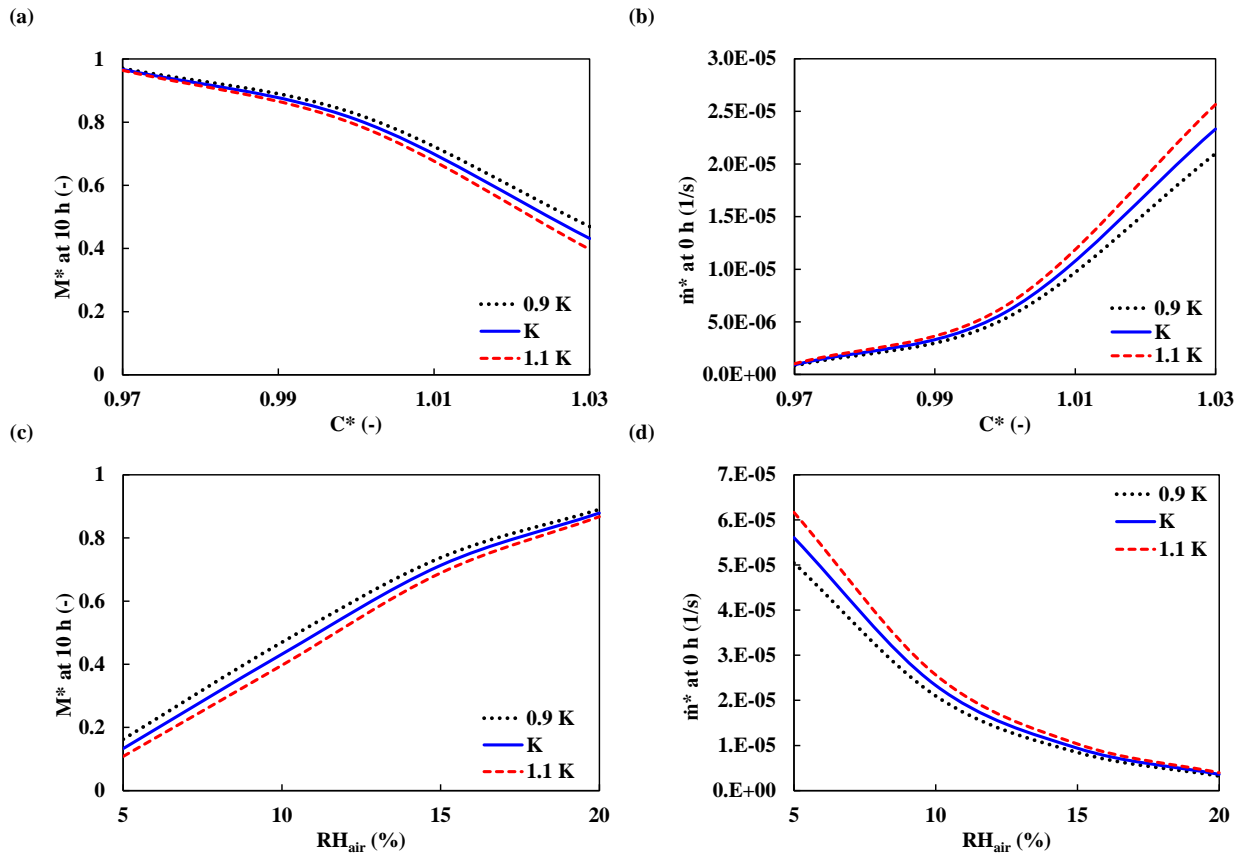 (a)
1
0.8
0.6
0.4
0.2
0
M* at 10 h (-)
0.9 K
K
1.1 K
0.97 0.99 1.01 1.03
C* (-)
(b)
3.0E-05
2.5E-05
2.0E-05
1.5E-05
1.0E-05
5.0E-06
0.0E+00
ṁ* at 0 h (1/s)
0.9 K
K
1.1 K
0.97 0.99 1.01 1.03
C* (-)
(c)
1
0.8
0.6
0.4
0.2
0
M* at 10 h (-)
0.9 K
K
1.1 K
5 10 15 20
RHair (%)
(d)
7.E-05
6.E-05
5.E-05
4.E-05
3.E-05
2.E-05
1.E-05
0.E+00
ṁ* at 0 h (1/s)
0.9 K
K
1.1 K
5 10 15 20
RHair (%)